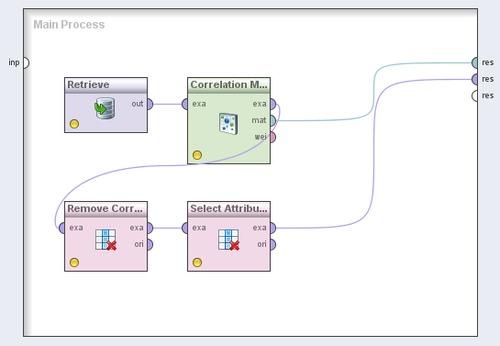 Main Process
inp
res
res
res
Retrieve
out
Correlation M...
exa
exa
mat
wei
Remove Corr...
exa
exa
ori
Select Attribu...
exa
exa
ori